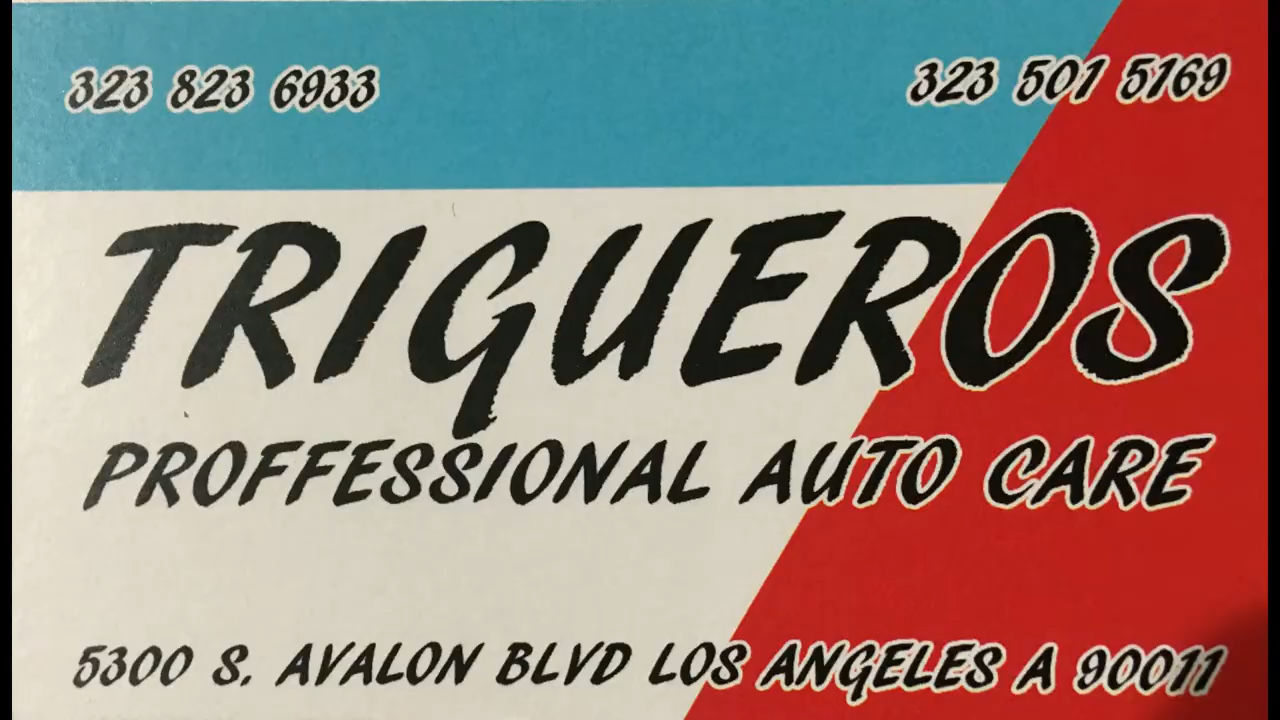 323 823 6933 323 501 5169
TRIGUEROS
PROFFESSIONAL AUTO CARE
5300 S. AVALON BLVD LOS ANGELES A 90011